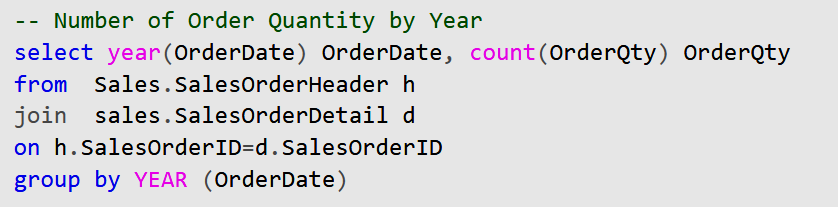 -- Number of Order Quantity by Year
select year(OrderDate) OrderDate, count(OrderQty) OrderQty
from  Sales.SalesOrderHeader h
join  sales.SalesOrderDetail d
on h.SalesOrderID=d.SalesOrderID
group by YEAR (OrderDate)